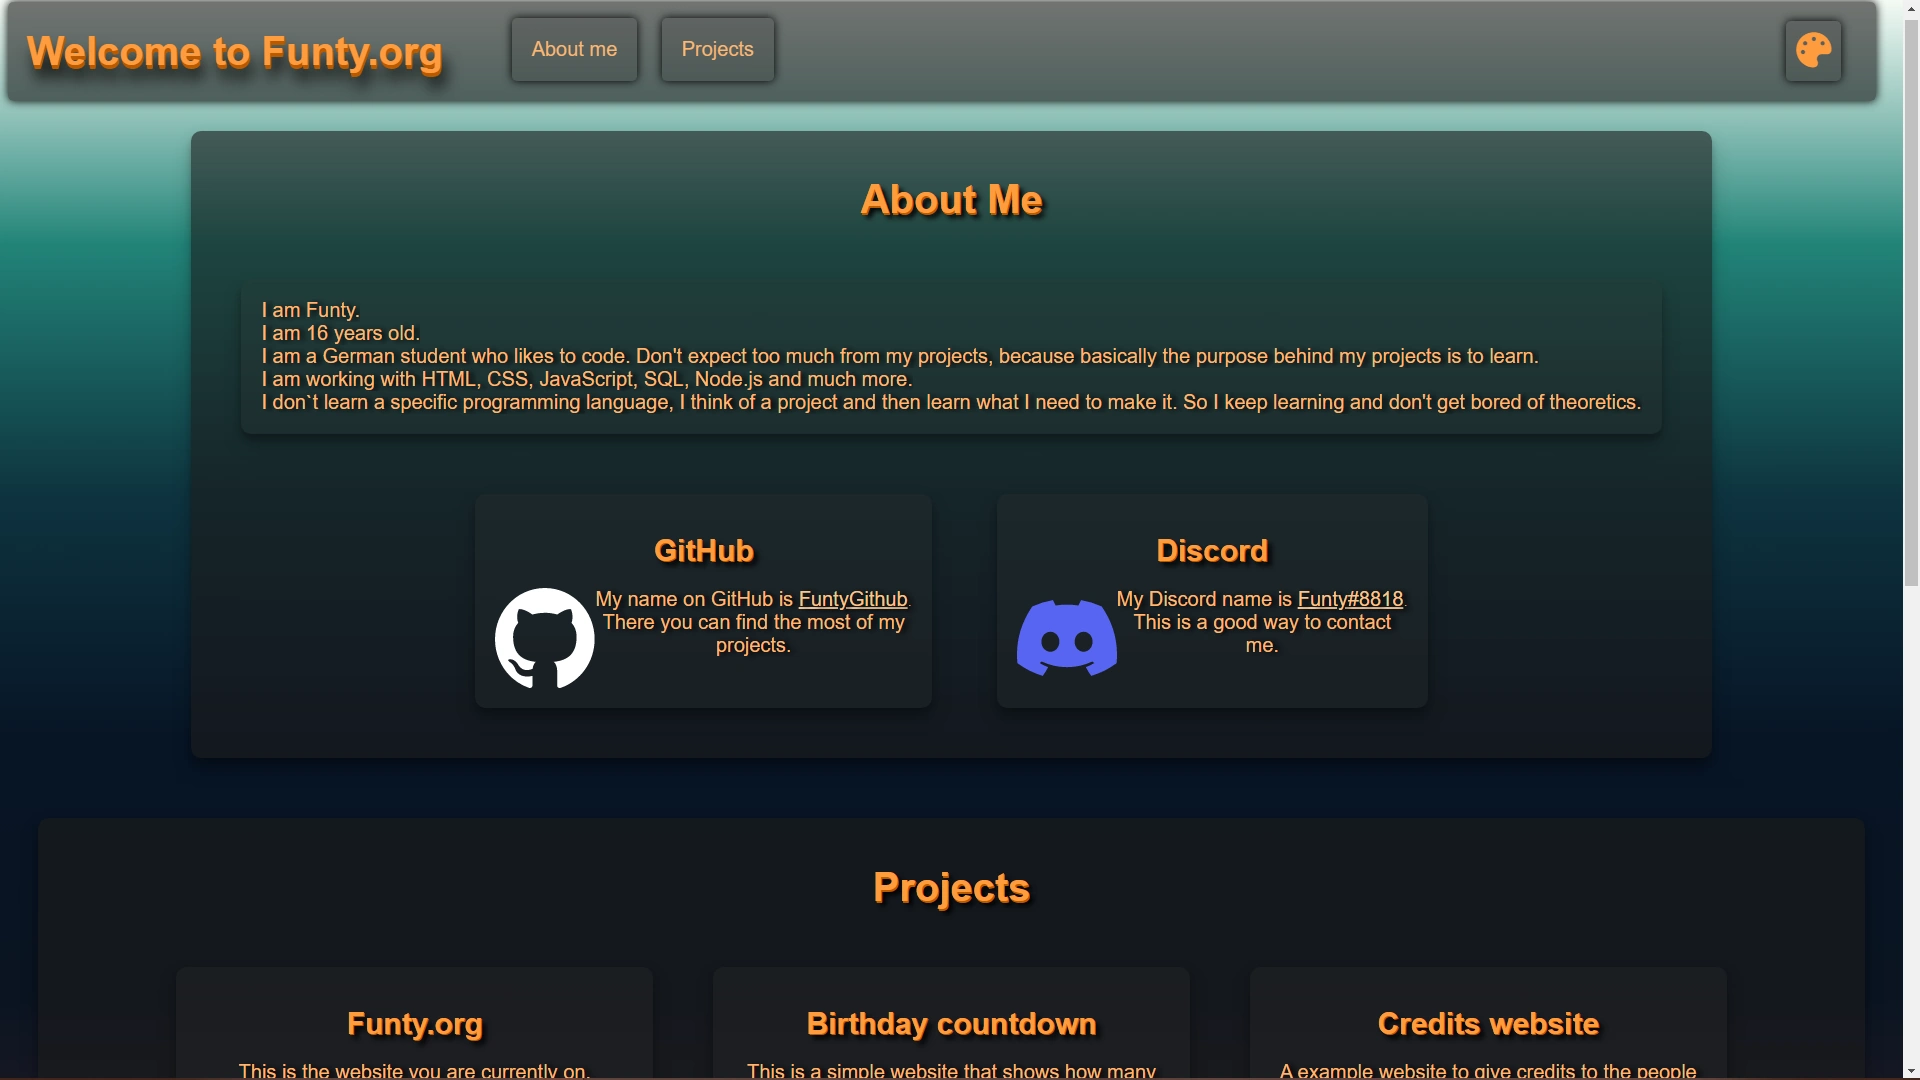 Welcome to Funty.org
About me
Projects
About Me
I am Funty.
I am 16 years old.
I am a German student who likes to code. Don't expect too much from my projects, because basically the purpose behind my projects is to learn.
I am working with HTML, CSS, JavaScript, SQL, Node.js and much more.
I don`t learn a specific programming language, I think of a project and then learn what I need to make it. So I keep learning and don't get bored of theoretics.
GitHub
My name on GitHub is FuntyGithub.
There you can find the most of my
projects.
Discord
My Discord name is Funty#8818.
This is a good way to contact
me.
Projects
Funty.org
This is the website you are currently on.
Birthday countdown
This is a simple website that shows how many
Credits website
A example website to give credits to the people